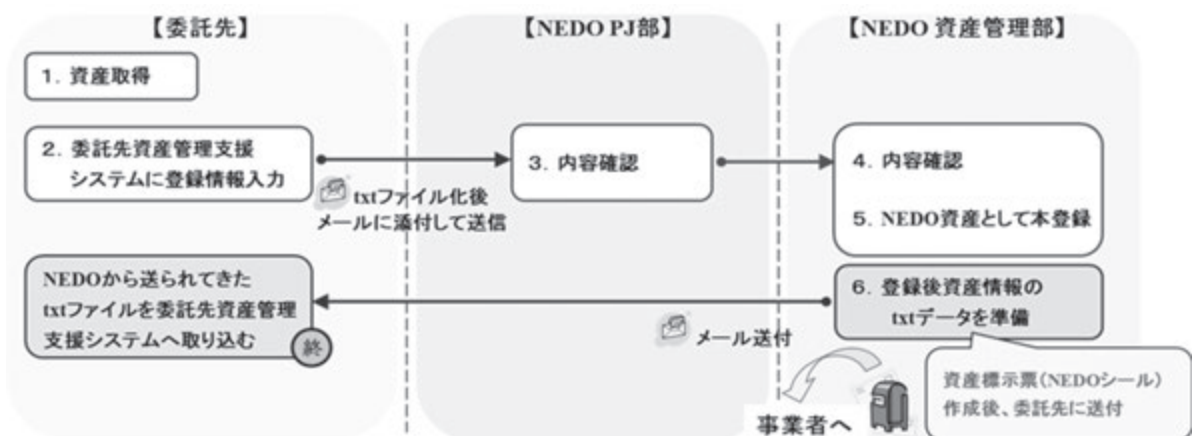 【委託先】
【NEDO PJ部】
【NEDO 資産管理部】
1. 資産取得
2. 委託先資産管理支援
システムに登録情報入力
txtファイル化後
メールに添付して送信
3. 内容確認
4. 内容確認
5. NEDO資産として本登録
NEDOから送られてきた
txtファイルを委託先資産管理
支援システムへ取り込む
終
メール送付
6. 登録後資産情報の
txtデータを準備
資産標示票(NEDOシール)
作成後、委託先に送付
事業者へ